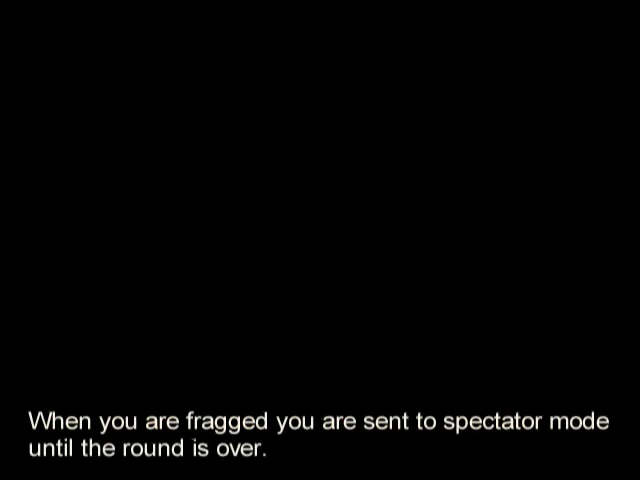 When you are fragged you are sent to spectator mode
until the round is over.